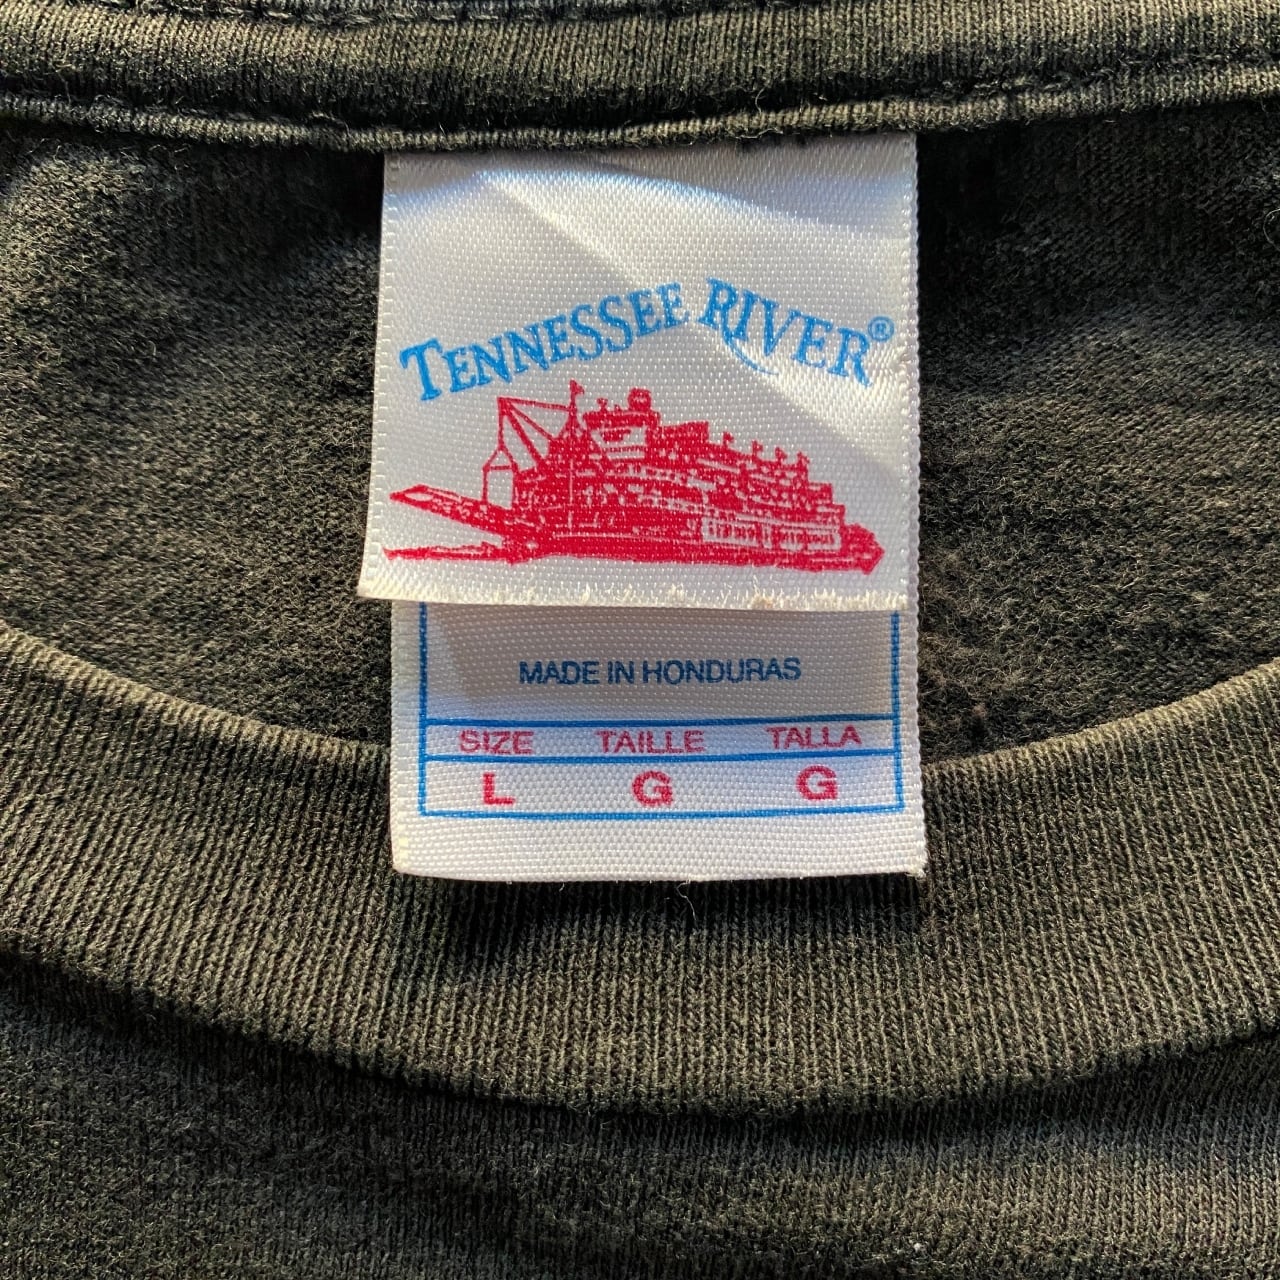 TENNESSEE RIVER®
MADE IN HONDURAS
SIZE TAILLE TALLA
L G G